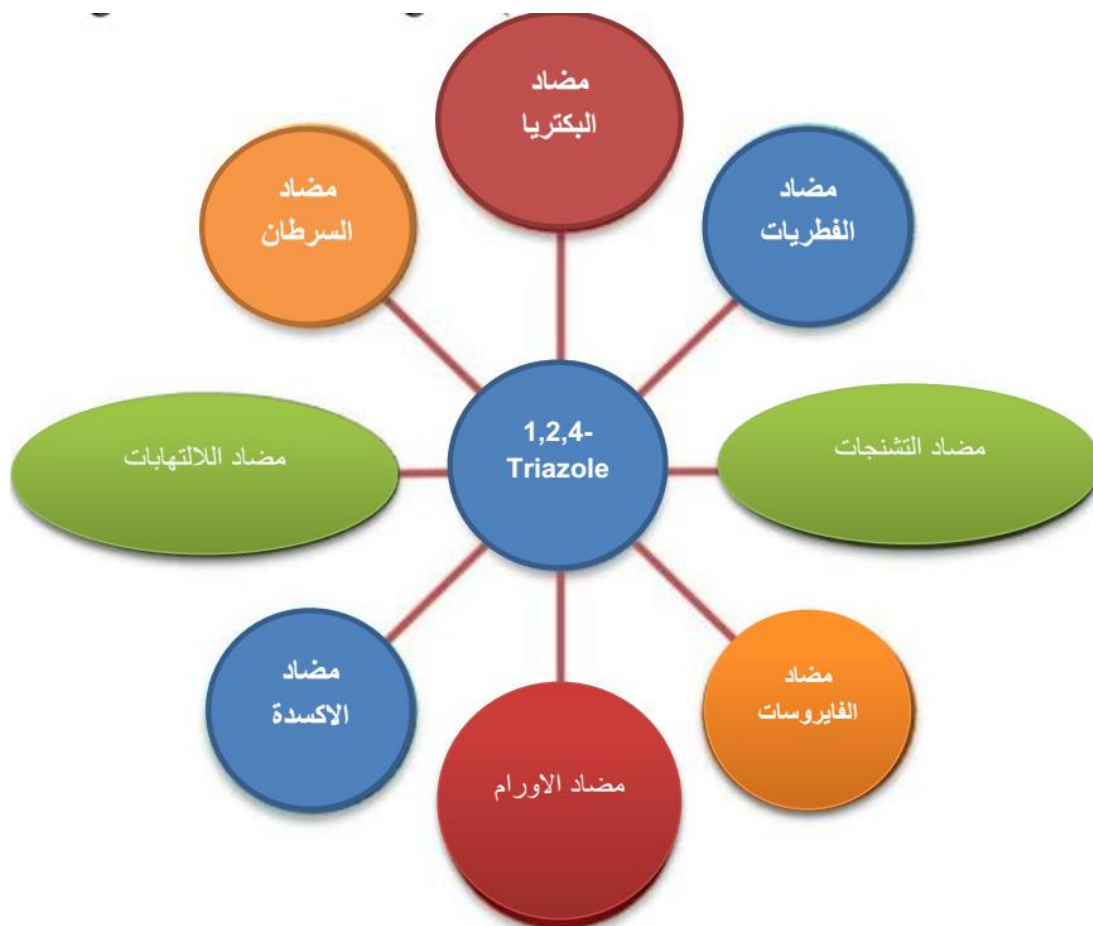 مضاد
البكتريا
مضاد
الفطريات
مضاد
السرطان
1,2,4-
Triazole
مضاد التشنجات
مضاد اللالتهابات
مضاد
الفايروسات
مضاد
الاكسدة
مضاد الاورام